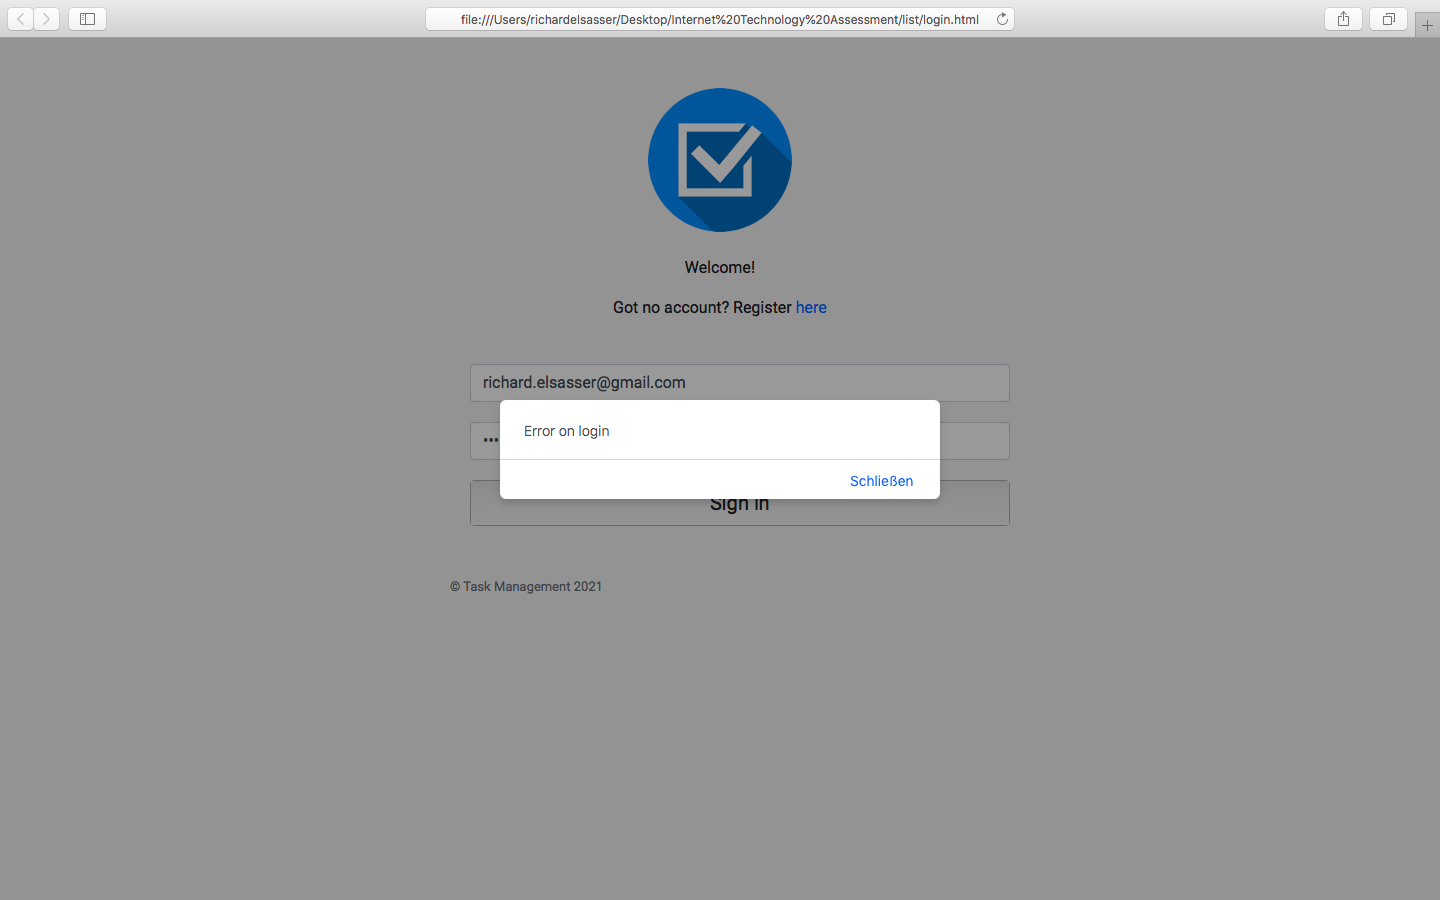 file:///Users/richardelsasser/Desktop/Internet%20Technology%20Assessment/list/login.html
Welcome!
Got no account? Register here
richard.elsasser@gmail.com
Error on login
•••
Schließen
Sign in
© Task Management 2021